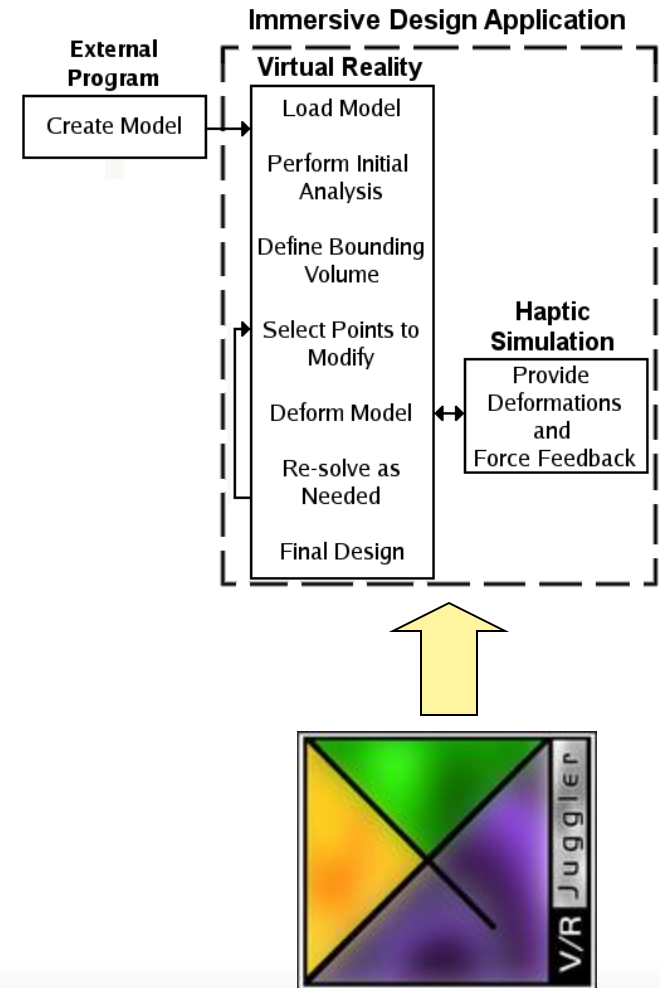 Immersive Design Application
External
Program
Create Model
Virtual Reality
Load Model
Perform Initial
Analysis
Define Bounding
Volume
Select Points to
Modify
Deform Model
Re-solve as
Needed
Final Design
Haptic
Simulation
Provide
Deformations
and
Force Feedback
V/R Juggler